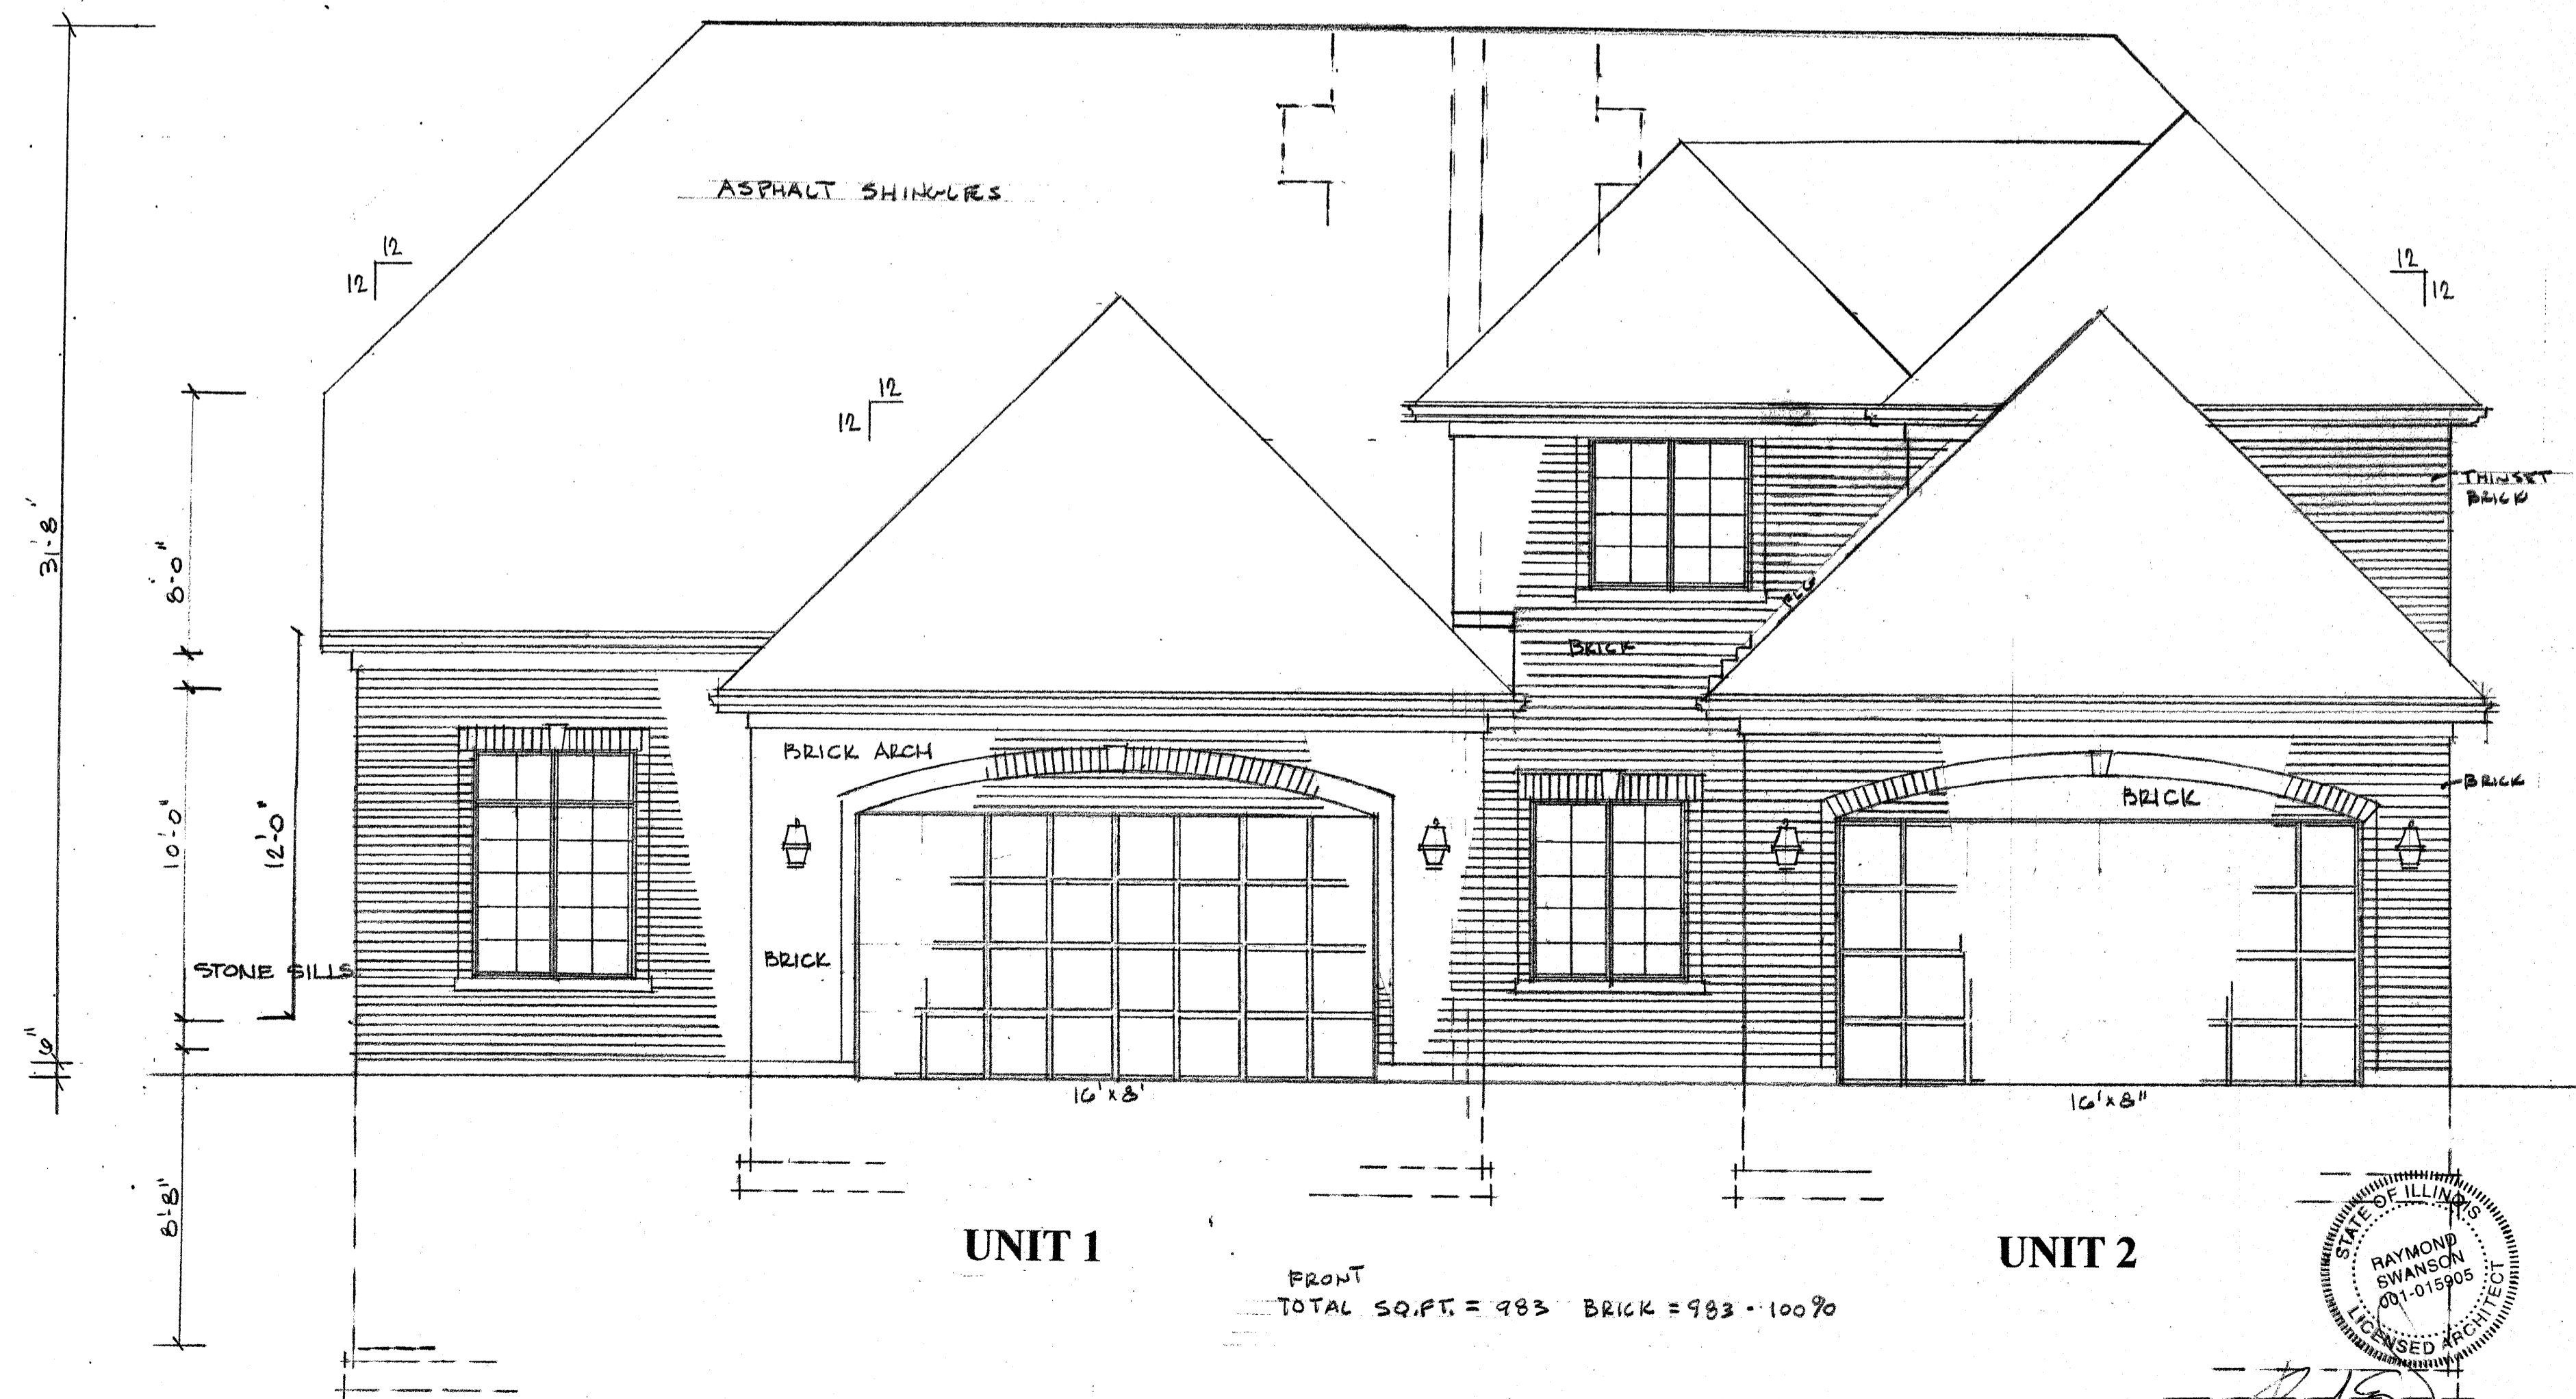 ASPHALT SHINGLES
12
12
12
12
12
12
31'-8"
8'-0"
THINSET
BRICK
FLG
BRICK
BRICK ARCH
BRICK
BRICK
10'-0"
12'-0"
BRICK
STONE SILLS
6"
16'x8'
16'x8"
8'-8"
UNIT 1
UNIT 2
FRONT
TOTAL SQ.FT. = 983 BRICK = 983 - 100%
STATE OF ILLINOIS
RAYMOND
SWANSON
001-015905
LICENSED ARCHITECT